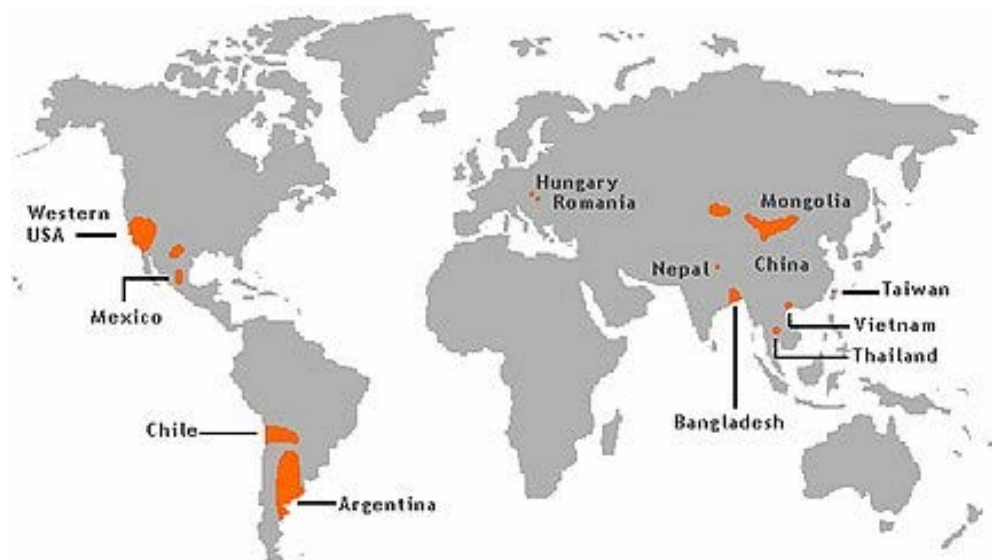 Hungary
Romania
Western
USA
Mongolia
Nepal
China
Taiwan
Mexico
Vietnam
Thailand
Bangladesh
Chile
Argentina